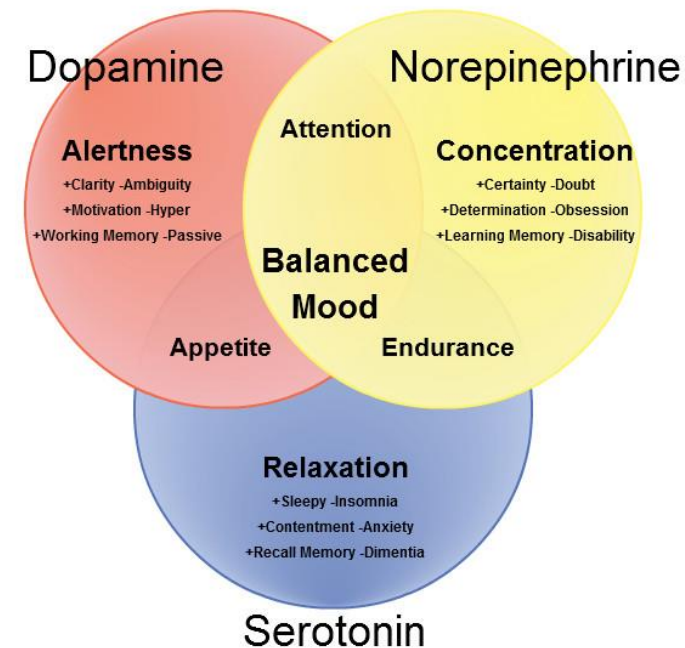 Dopamine
Norepinephrine
Attention
Alertness
+Clarity -Ambiguity
+Motivation -Hyper
+Working Memory -Passive
Concentration
+Certainty -Doubt
+Determination -Obsession
+Learning Memory -Disability
Balanced
Mood
Appetite
Endurance
Relaxation
+Sleepy -Insomnia
+Contentment -Anxiety
+Recall Memory -Dimentia
Serotonin